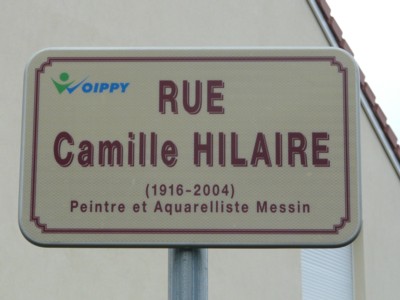 WOIPPY
RUE
Camille HILAIRE
(1916-2004)
Peintre et Aquarelliste Messin